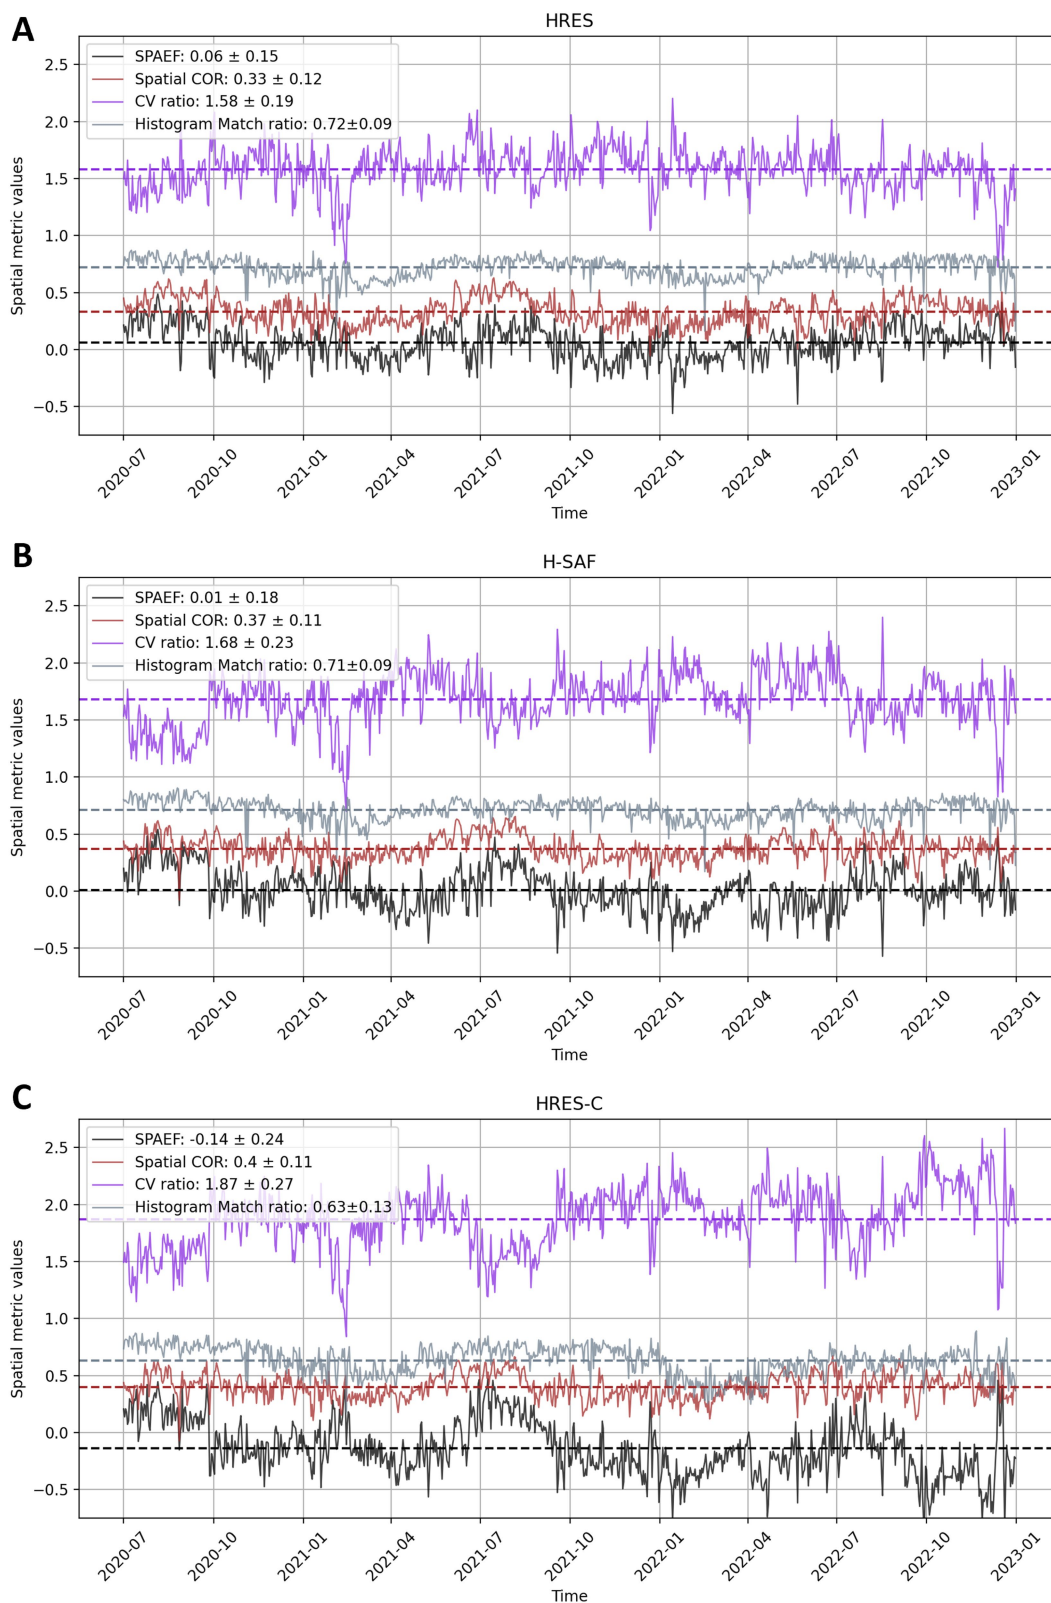 A
HRES
SPAEF: 0.06 ± 0.15
Spatial COR: 0.33 ± 0.12
CV ratio: 1.58 ± 0.19
Histogram Match ratio: 0.72±0.09
2.5
2.0
1.5
1.0
0.5
0.0
−0.5
Spatial metric values
2020-07 2020-10 2021-01 2021-04 2021-07 2021-10 2022-01 2022-04 2022-07 2022-10 2023-01
Time
B
H-SAF
SPAEF: 0.01 ± 0.18
Spatial COR: 0.37 ± 0.11
CV ratio: 1.68 ± 0.23
Histogram Match ratio: 0.71±0.09
2.5
2.0
1.5
1.0
0.5
0.0
−0.5
Spatial metric values
2020-07 2020-10 2021-01 2021-04 2021-07 2021-10 2022-01 2022-04 2022-07 2022-10 2023-01
Time
C
HRES-C
SPAEF: -0.14 ± 0.24
Spatial COR: 0.4 ± 0.11
CV ratio: 1.87 ± 0.27
Histogram Match ratio: 0.63±0.13
2.5
2.0
1.5
1.0
0.5
0.0
−0.5
Spatial metric values
2020-07 2020-10 2021-01 2021-04 2021-07 2021-10 2022-01 2022-04 2022-07 2022-10 2023-01
Time